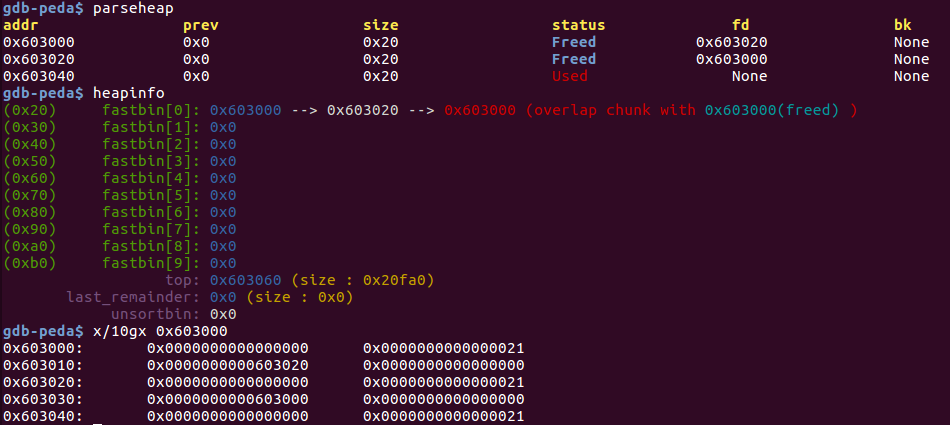 gdb-peda$ parseheap
addr prev size status fd bk
0x603000 0x0 0x20 Freed 0x603020 None
0x603020 0x0 0x20 Freed 0x603000 None
0x603040 0x0 0x20 Used None None
gdb-peda$ heapinfo
(0x20) fastbin[0]: 0x603000 --> 0x603020 --> 0x603000 (overlap chunk with 0x603000(freed) )
(0x30) fastbin[1]: 0x0
(0x40) fastbin[2]: 0x0
(0x50) fastbin[3]: 0x0
(0x60) fastbin[4]: 0x0
(0x70) fastbin[5]: 0x0
(0x80) fastbin[6]: 0x0
(0x90) fastbin[7]: 0x0
(0xa0) fastbin[8]: 0x0
(0xb0) fastbin[9]: 0x0
top: 0x603060 (size : 0x20fa0)
last_remainder: 0x0 (size : 0x0)
unsortbin: 0x0
gdb-peda$ x/10gx 0x603000
0x603000: 0x0000000000000000 0x0000000000000021
0x603010: 0x0000000000603020 0x0000000000000000
0x603020: 0x0000000000000000 0x0000000000000021
0x603030: 0x0000000000603000 0x0000000000000000
0x603040: 0x0000000000000000 0x0000000000000021